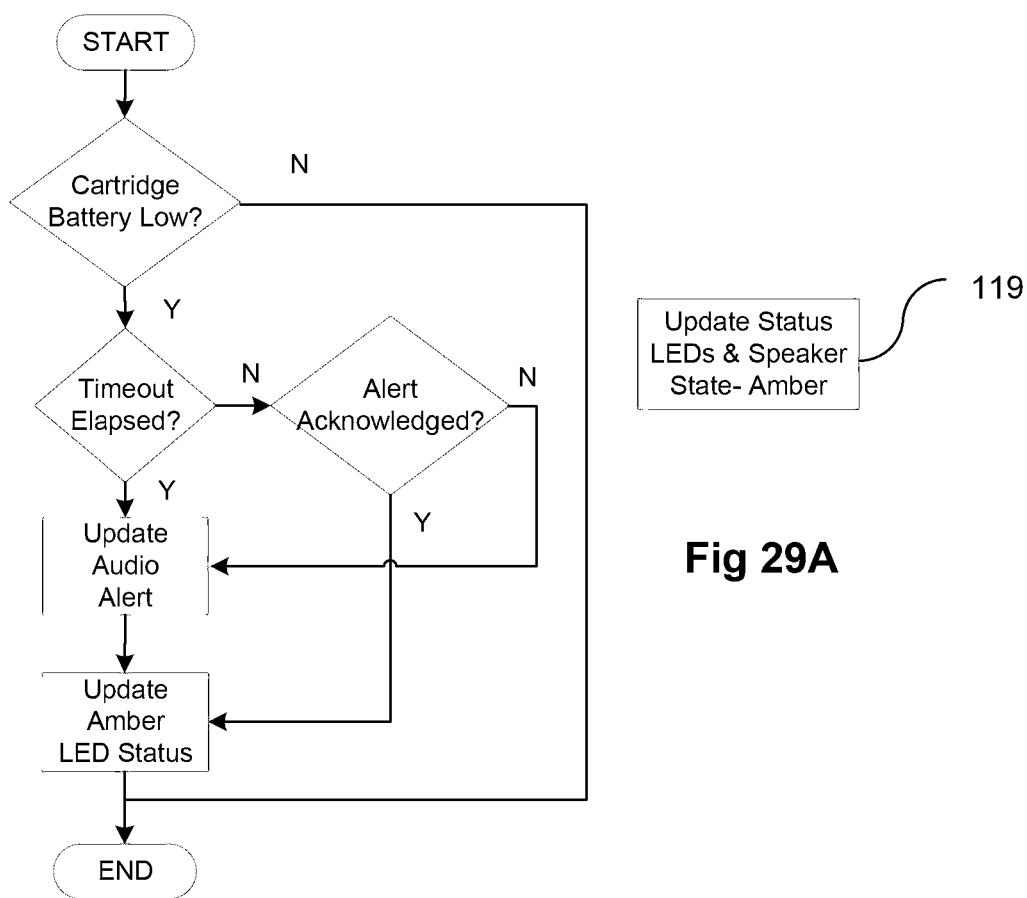 START
Cartridge
Battery Low?
N
Y
Timeout
Elapsed?
N
Alert
Acknowledged?
N
Y
Y
Update
Audio
Alert
Update
Amber
LED Status
END
Update Status
LEDs & Speaker
State- Amber
119
Fig 29A